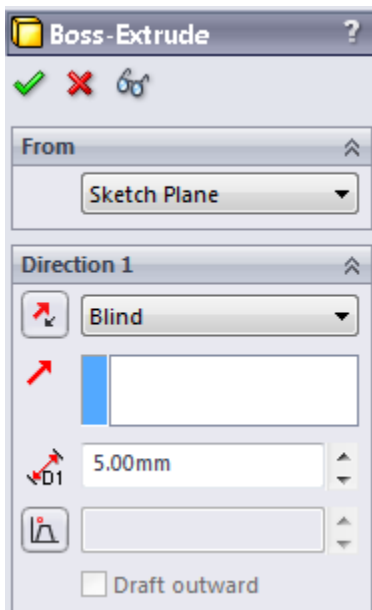 Boss-Extrude ?
From
Sketch Plane
Direction 1
Blind
D1 5.00mm
Draft outward